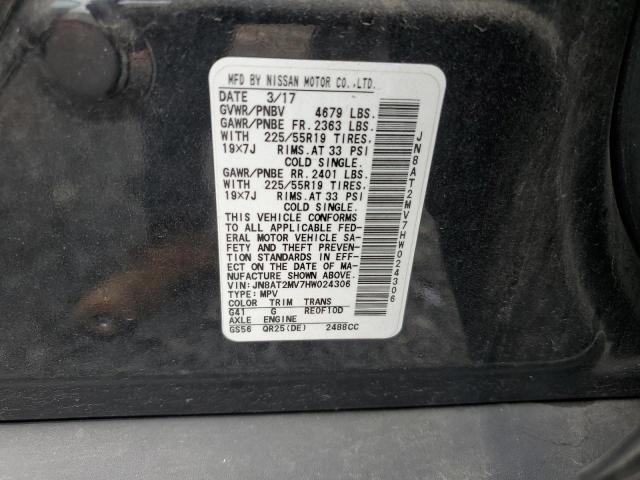 MFD BY NISSAN MOTOR CO.,LTD.
DATE 3/17
GVWR/PNBV 4679 LBS.
GAWR/PNBE FR. 2363 LBS.
WITH 225/55R19 TIRES.
19×7J RIMS.AT 33 PSI
COLD SINGLE.
GAWR/PNBE RR. 2401 LBS.
WITH 225/55R19 TIRES.
19×7J RIMS.AT 33 PSI
COLD SINGLE.
THIS VEHICLE CONFORMS
TO ALL APPLICABLE FED-
ERAL MOTOR VEHICLE SA-
FETY AND THEFT PREVEN-
TION STANDARDS IN EFF-
ECT ON THE DATE OF MA-
NUFACTURE SHOWN ABOVE.
VIN:JN8AT2MV7HW024306
TYPE:MPV
COLOR TRIM TRANS
G41 G RE0F10D
AXLE ENGINE
GS56 QR25(DE) 2488CC
JN8AT2MV7HW024306